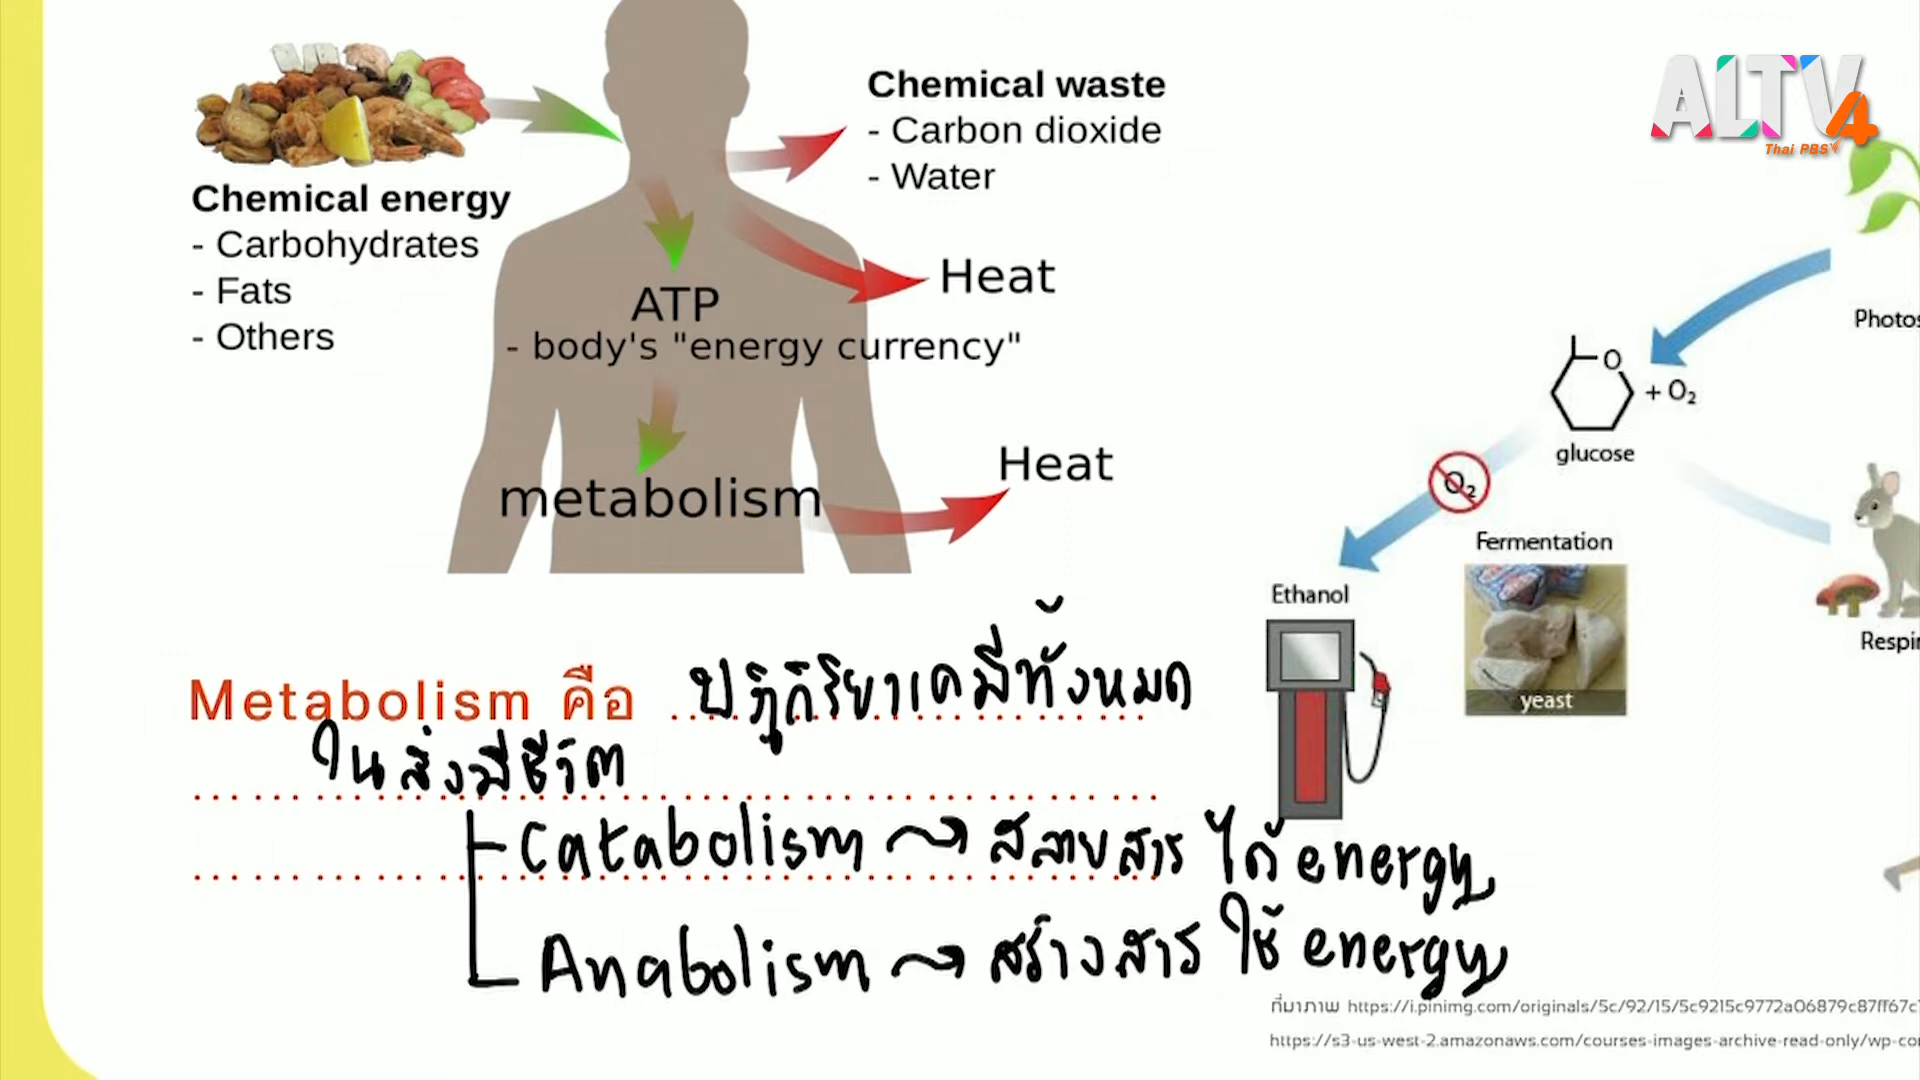 ALTV4
Thai PBS
Chemical energy
- Carbohydrates
- Fats
- Others
Chemical waste
- Carbon dioxide
- Water
Heat
ATP
- body's "energy currency"
metabolism
Heat
Photos
O
+ O₂
glucose
O₂
Fermentation
Ethanol
yeast
Respir
Metabolism คือ ปฏิกิริยาเคมีทั้งหมด
ในสิ่งมีชีวิต
Catabolism → สลายสาร ได้ energy
Anabolism → สร้างสาร ใช้ energy
ที่มาภาพ https://i.pinimg.com/originals/5c/92/15/5c9215c9772a06879c87ff67c
https://s3-us-west-2.amazonaws.com/courses-images-archive-read-only/wp-co